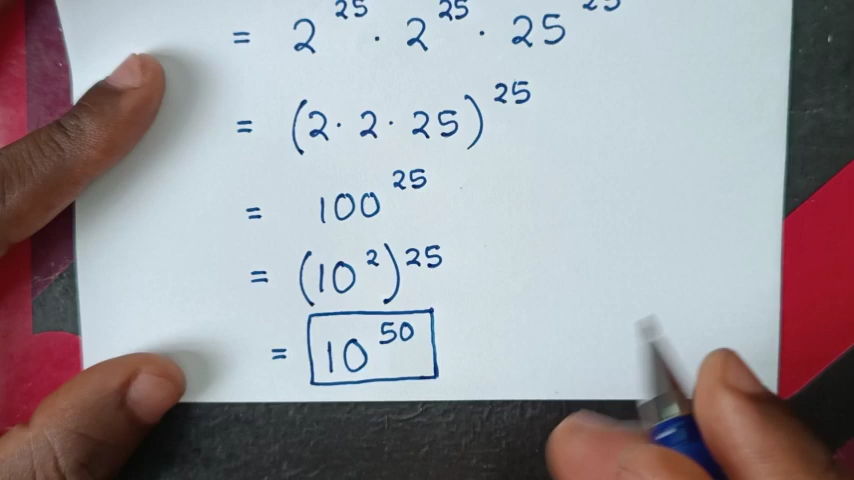 = 2^25 · 2^25 · 25^25
= (2 · 2 · 25)^25
= 100^25
= (10^2)^25
= 10^50